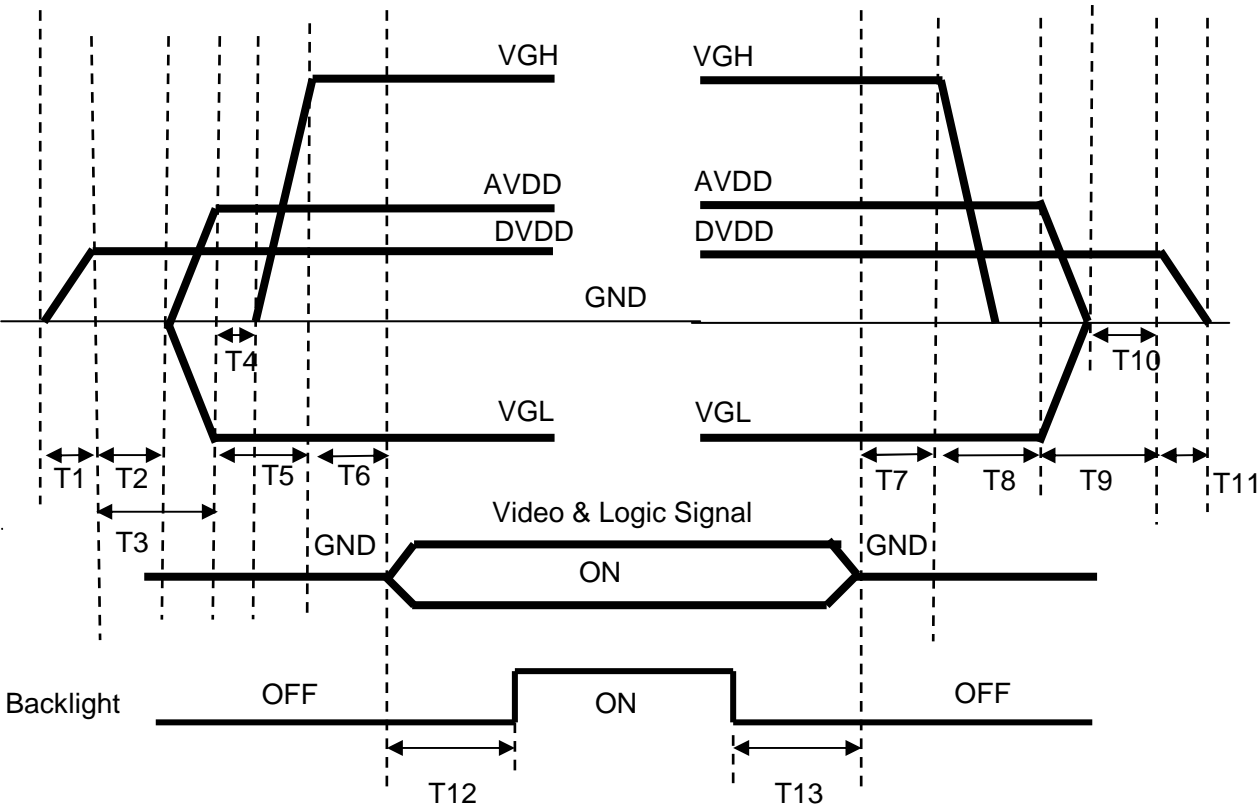 VGH VGH
AVDD AVDD
DVDD DVDD
GND
T4 T10
VGL VGL
T1 T2 T5 T6 T7 T8 T9 T11
T3
Video & Logic Signal
GND GND
ON
Backlight OFF ON OFF
T12 T13